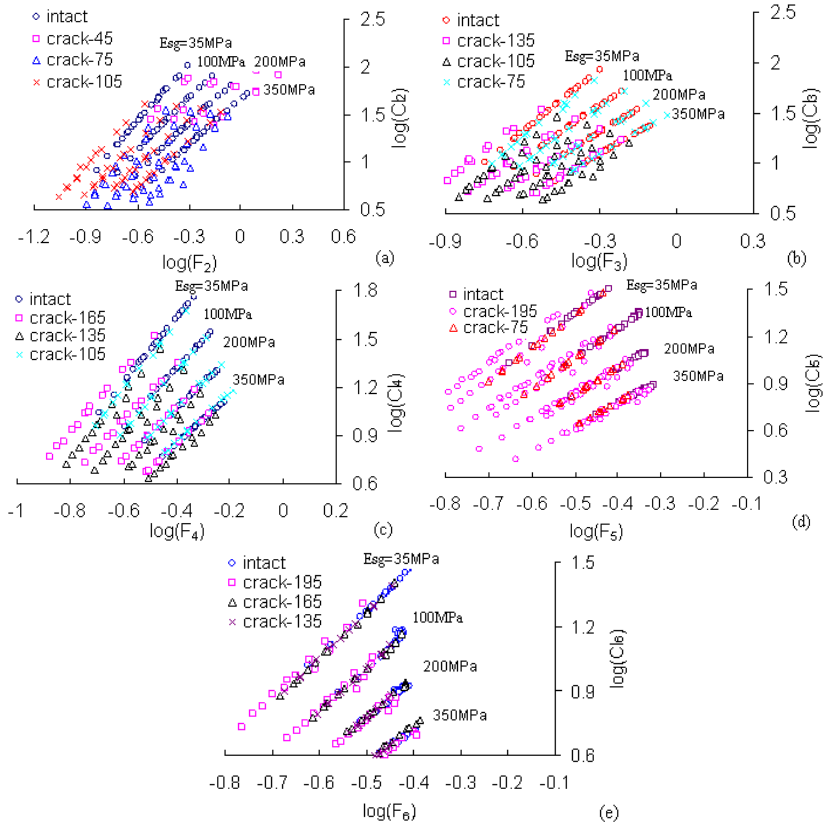 intact
crack-45
crack-75
crack-105
Esg=35MPa
100MPa
200MPa
350MPa
2.5
2
1.5
1
0.5
log(Cl₂)
-1.2 -0.9 -0.6 -0.3 0 0.3 0.6
log(F₂)
(a)
intact
crack-135
crack-105
crack-75
Esg=35MPa
100MPa
200MPa
350MPa
2.5
2
1.5
1
0.5
log(Cl₃)
-0.9 -0.6 -0.3 0 0.3
log(F₃)
(b)
intact
crack-165
crack-135
crack-105
Esg=35MPa
100MPa
200MPa
350MPa
1.8
1.5
1.2
0.9
0.6
log(Cl₄)
-1 -0.8 -0.6 -0.4 -0.2 0 0.2
log(F₄)
(c)
intact
crack-195
crack-75
Esg=35MPa
100MPa
200MPa
350MPa
1.5
1.2
0.9
0.6
0.3
log(Cl₅)
-0.8 -0.7 -0.6 -0.5 -0.4 -0.3 -0.2 -0.1
log(F₅)
(d)
intact
crack-195
crack-165
crack-135
Esg=35MPa
100MPa
200MPa
350MPa
1.5
1.2
0.9
0.6
log(Cl₆)
-0.8 -0.7 -0.6 -0.5 -0.4 -0.3 -0.2 -0.1
log(F₆)
(e)